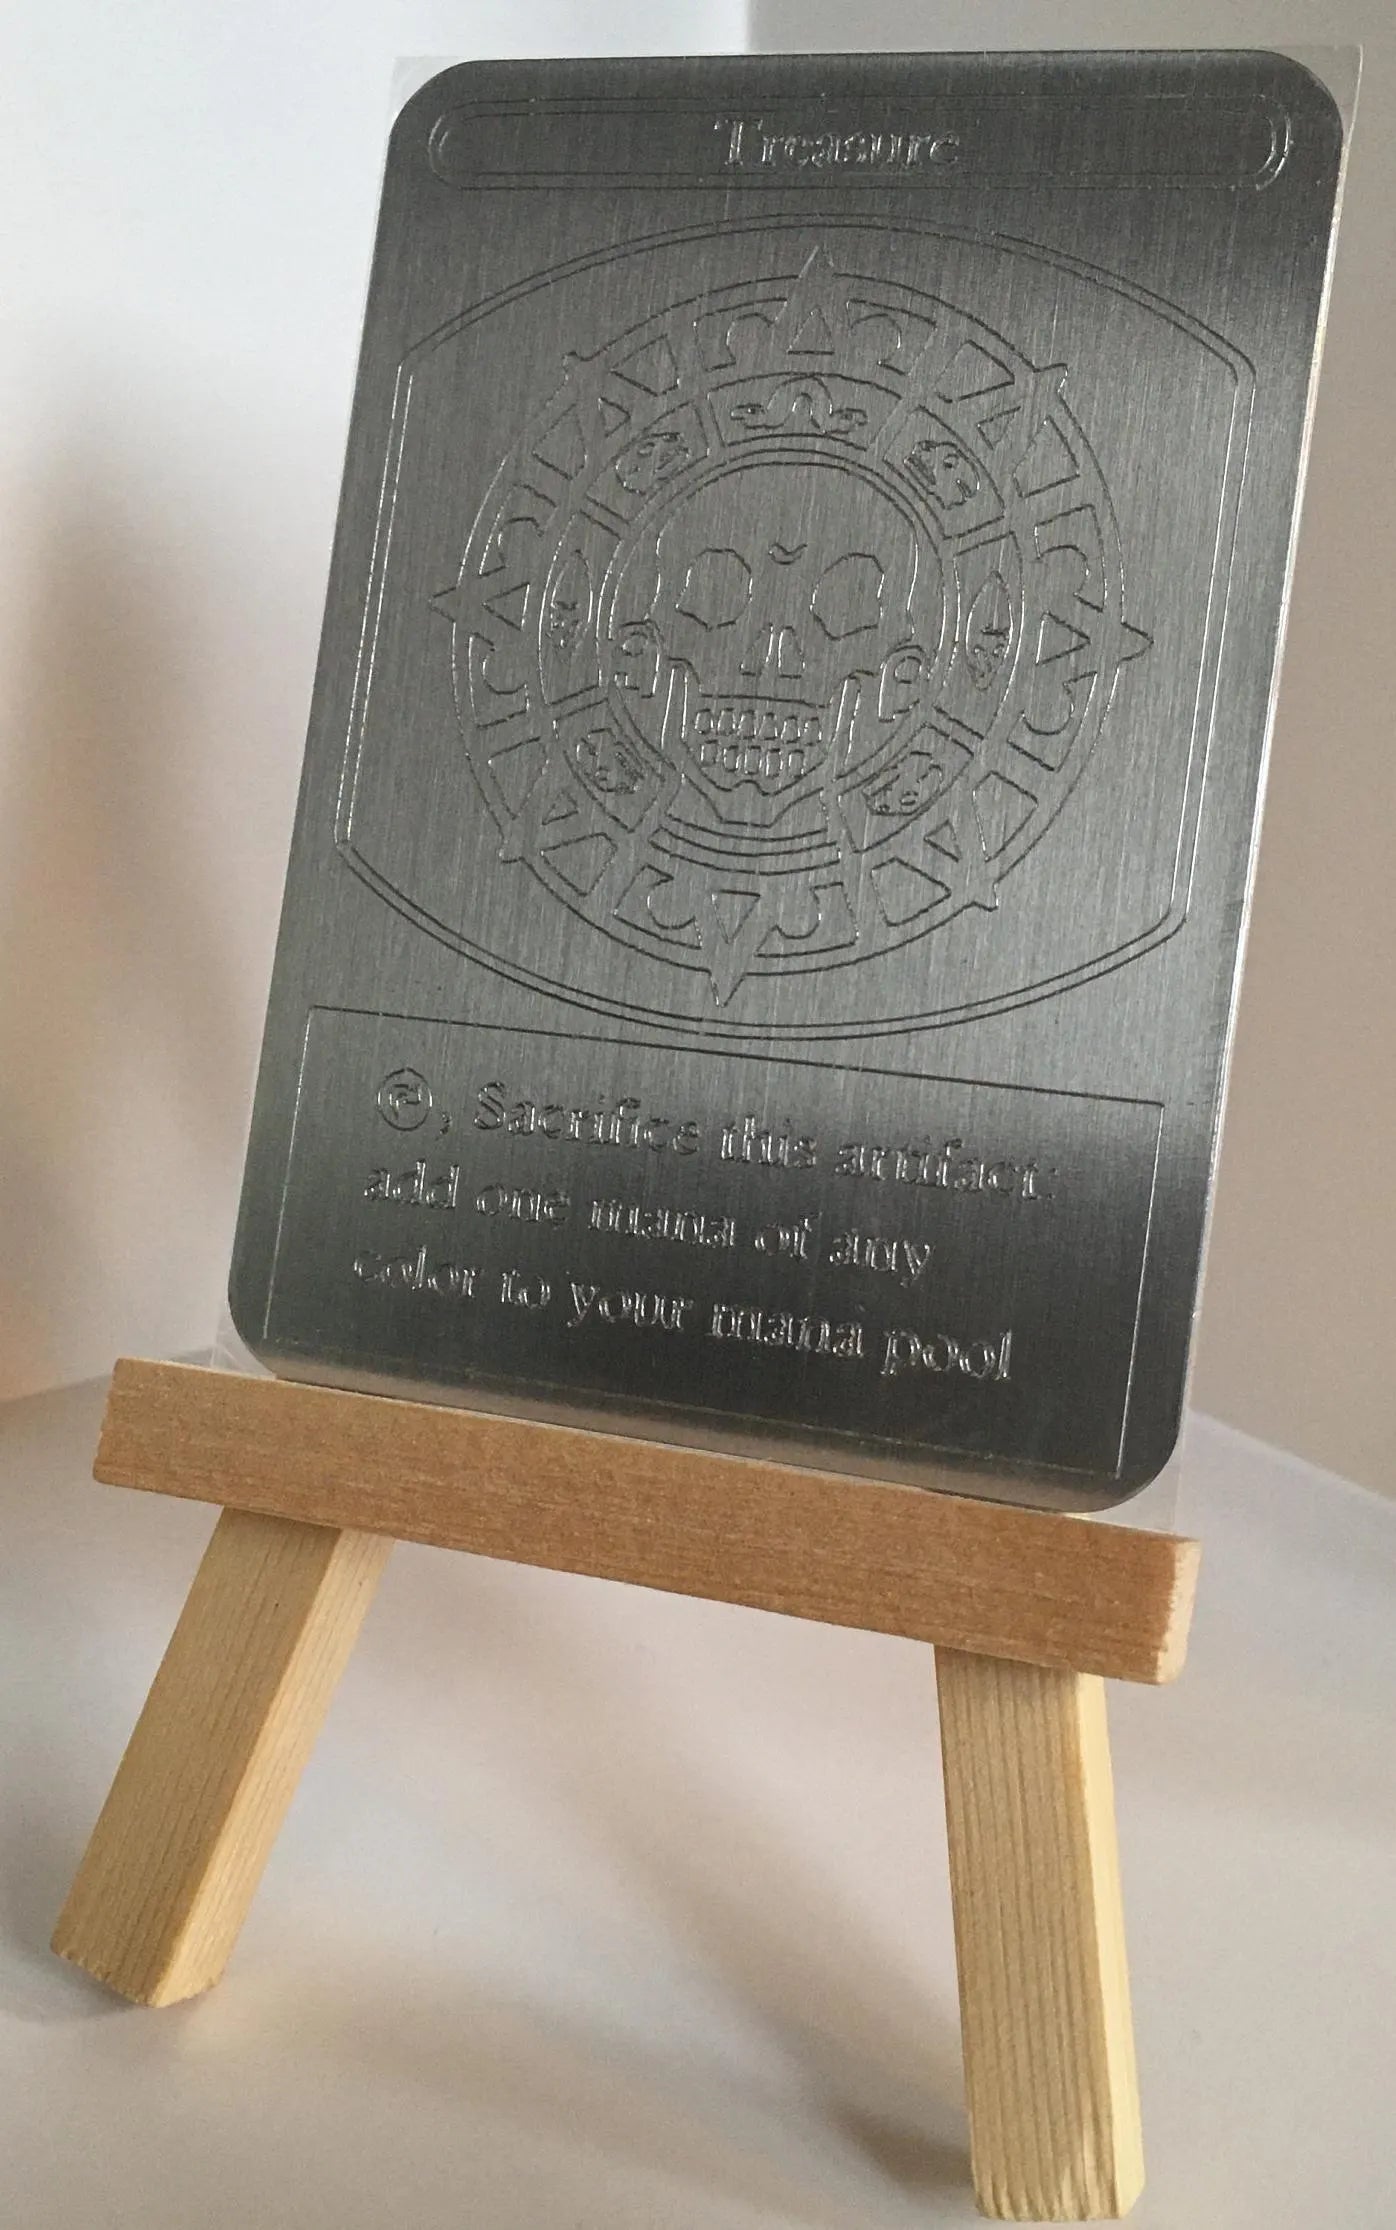 Treasure
, Sacrifice this artifact:
add one mana of any
color to your mana pool